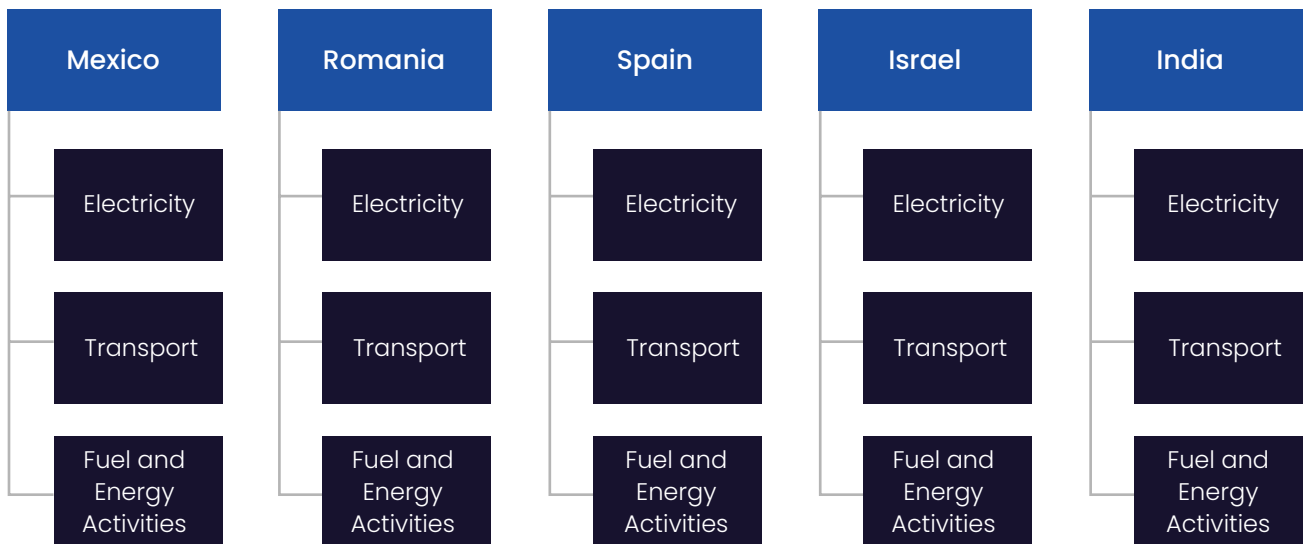 Mexico
Electricity
Transport
Fuel and
Energy
Activities
Romania
Electricity
Transport
Fuel and
Energy
Activities
Spain
Electricity
Transport
Fuel and
Energy
Activities
Israel
Electricity
Transport
Fuel and
Energy
Activities
India
Electricity
Transport
Fuel and
Energy
Activities